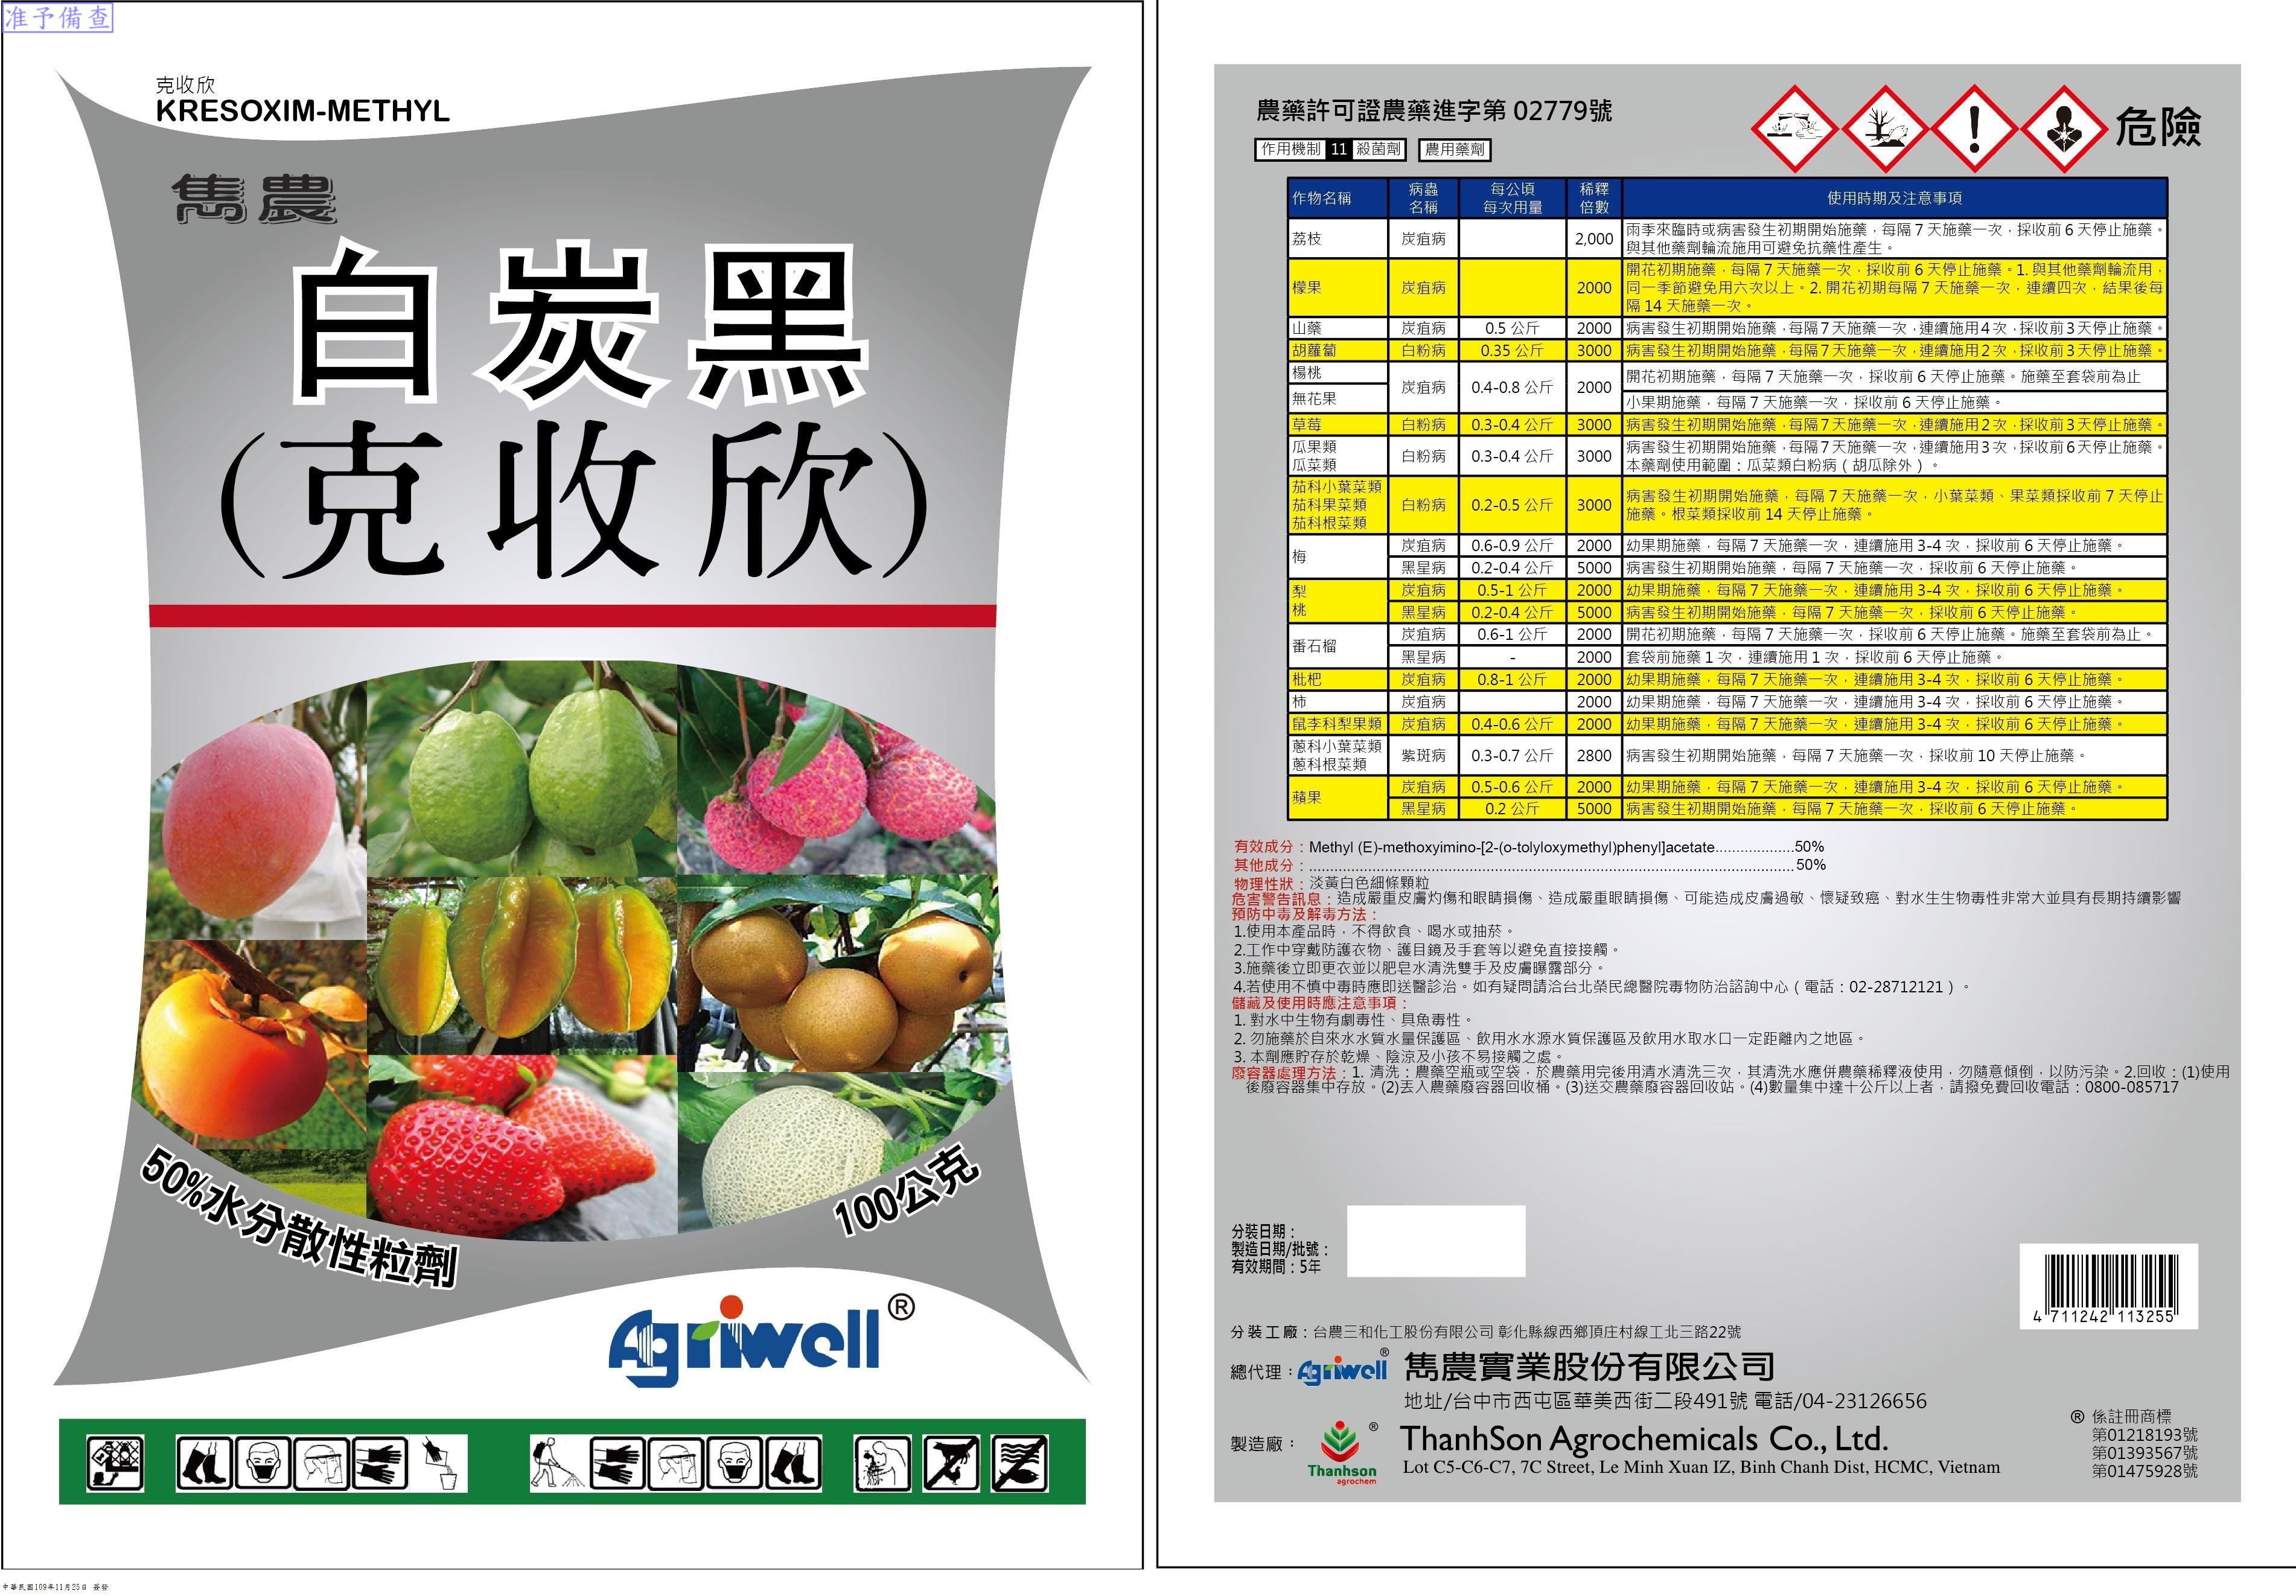 准予備查
克收欣
KRESOXIM-METHYL
雋農
白炭黑
(克收欣)
50%水分散性粒劑
100公克
Agriwell®
中華民國109年11月25日 簽發
農藥許可證農藥進字第 02779號
作用機制 11 殺菌劑 農用藥劑
危險
作物名稱 病蟲名稱 每公頃每次用量 稀釋倍數 使用時期及注意事項
荔枝 炭疽病 2,000 雨季來臨時或病害發生初期開始施藥，每隔 7 天施藥一次，採收前 6 天停止施藥。
與其他藥劑輪流施用可避免抗藥性產生。
檬果 炭疽病 2000 開花初期施藥，每隔 7 天施藥一次，採收前 6 天停止施藥。1. 與其他藥劑輪流用，
同一季節避免用六次以上。2. 開花初期每隔 7 天施藥一次，連續四次，結果後每
隔 14 天施藥一次。
山藥 炭疽病 0.5 公斤 2000 病害發生初期開始施藥，每隔 7 天施藥一次，連續施用 4 次，採收前 3 天停止施藥。
胡蘿蔔 白粉病 0.35 公斤 3000 病害發生初期開始施藥，每隔 7 天施藥一次，連續施用 2 次，採收前 3 天停止施藥。
楊桃 炭疽病 0.4-0.8 公斤 2000 開花初期施藥，每隔 7 天施藥一次，採收前 6 天停止施藥。施藥至套袋前為止
無花果 小果期施藥，每隔 7 天施藥一次，採收前 6 天停止施藥。
草莓 白粉病 0.3-0.4 公斤 3000 病害發生初期開始施藥，每隔 7 天施藥一次，連續施用 2 次，採收前 3 天停止施藥。
瓜果類 白粉病 0.3-0.4 公斤 3000 病害發生初期開始施藥，每隔 7 天施藥一次，連續施用 3 次，採收前 6 天停止施藥。
瓜菜類 本藥劑使用範圍：瓜菜類白粉病（胡瓜除外）。
茄科小葉菜類
茄科果菜類 白粉病 0.2-0.5 公斤 3000 病害發生初期開始施藥，每隔 7 天施藥一次，小葉菜類、果菜類採收前 7 天停止
茄科根菜類 施藥。根菜類採收前 14 天停止施藥。
梅 炭疽病 0.6-0.9 公斤 2000 幼果期施藥，每隔 7 天施藥一次，連續施用 3-4 次，採收前 6 天停止施藥。
黑星病 0.2-0.4 公斤 5000 病害發生初期開始施藥，每隔 7 天施藥一次，採收前 6 天停止施藥。
梨 炭疽病 0.5-1 公斤 2000 幼果期施藥，每隔 7 天施藥一次，連續施用 3-4 次，採收前 6 天停止施藥。
桃 黑星病 0.2-0.4 公斤 5000 病害發生初期開始施藥，每隔 7 天施藥一次，採收前 6 天停止施藥。
番石榴 炭疽病 0.6-1 公斤 2000 開花初期施藥，每隔 7 天施藥一次，採收前 6 天停止施藥。施藥至套袋前為止。
黑星病 - 2000 套袋前施藥 1 次，連續施用 1 次，採收前 6 天停止施藥。
枇杷 炭疽病 0.8-1 公斤 2000 幼果期施藥，每隔 7 天施藥一次，連續施用 3-4 次，採收前 6 天停止施藥。
柿 炭疽病 2000 幼果期施藥，每隔 7 天施藥一次，連續施用 3-4 次，採收前 6 天停止施藥。
鼠李科梨果類 炭疽病 0.4-0.6 公斤 2000 幼果期施藥，每隔 7 天施藥一次，連續施用 3-4 次，採收前 6 天停止施藥。
蔥科小葉菜類
蔥科根菜類 紫斑病 0.3-0.7 公斤 2800 病害發生初期開始施藥，每隔 7 天施藥一次，採收前 10 天停止施藥。
蘋果 炭疽病 0.5-0.6 公斤 2000 幼果期施藥，每隔 7 天施藥一次，連續施用 3-4 次，採收前 6 天停止施藥。
黑星病 0.2 公斤 5000 病害發生初期開始施藥，每隔 7 天施藥一次，採收前 6 天停止施藥。
有效成分：Methyl (E)-methoxyimino-[2-(o-tolyloxymethyl)phenyl]acetate...................50%
其他成分：....................................................................................................................50%
物理性狀：淡黃白色細條顆粒
危害警告訊息：造成嚴重皮膚灼傷和眼睛損傷、造成嚴重眼睛損傷、可能造成皮膚過敏、懷疑致癌、對水生生物毒性非常大並具有長期持續影響
預防中毒及解毒方法：
1.使用本產品時，不得飲食、喝水或抽菸。
2.工作中穿戴防護衣物、護目鏡及手套等以避免直接接觸。
3.施藥後立即更衣並以肥皂水清洗雙手及皮膚曝露部分。
4.若使用不慎中毒時應即送醫診治。如有疑問請洽台北榮民總醫院毒物防治諮詢中心（電話：02-28712121）。
儲藏及使用時應注意事項：
1. 對水中生物有劇毒性、具魚毒性。
2. 勿施藥於自來水水質水量保護區、飲用水水源水質保護區及飲用水取水口一定距離內之地區。
3. 本劑應貯存於乾燥、陰涼及小孩不易接觸之處。
廢容器處理方法：1. 清洗：農藥空瓶或空袋，於農藥用完後用清水清洗三次，其清洗水應併農藥稀釋液使用，勿隨意傾倒，以防污染。2.回收：(1)使用
後廢容器集中存放。(2)丟入農藥廢容器回收桶。(3)送交農藥廢容器回收站。(4)數量集中達十公斤以上者，請撥免費回收電話：0800-085717
分裝日期：
製造日期/批號：
有效期間：5年
4 711242 113255
分裝工廠：台農三和化工股份有限公司 彰化縣線西鄉頂庄村線工北三路22號
總代理：Agriwell® 雋農實業股份有限公司
地址/台中市西屯區華美西街二段491號 電話/04-23126656
製造廠：Thanhson agrochem ® ThanhSon Agrochemicals Co., Ltd.
Lot C5-C6-C7, 7C Street, Le Minh Xuan IZ, Binh Chanh Dist, HCMC, Vietnam
® 係註冊商標
第01218193號
第01393567號
第01475928號